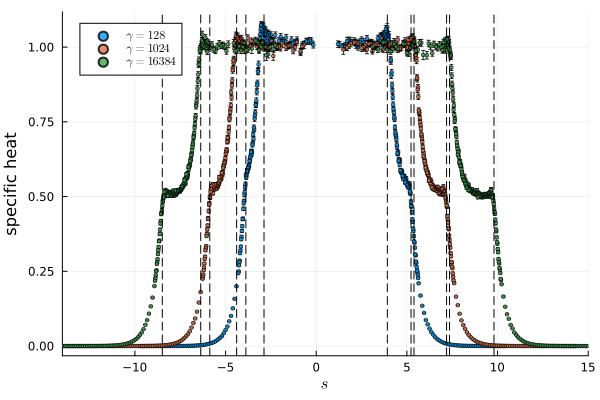 γ = 128
γ = 1024
γ = 16384
specific heat
1.00
0.75
0.50
0.25
0.00
−10 −5 0 5 10 15
s